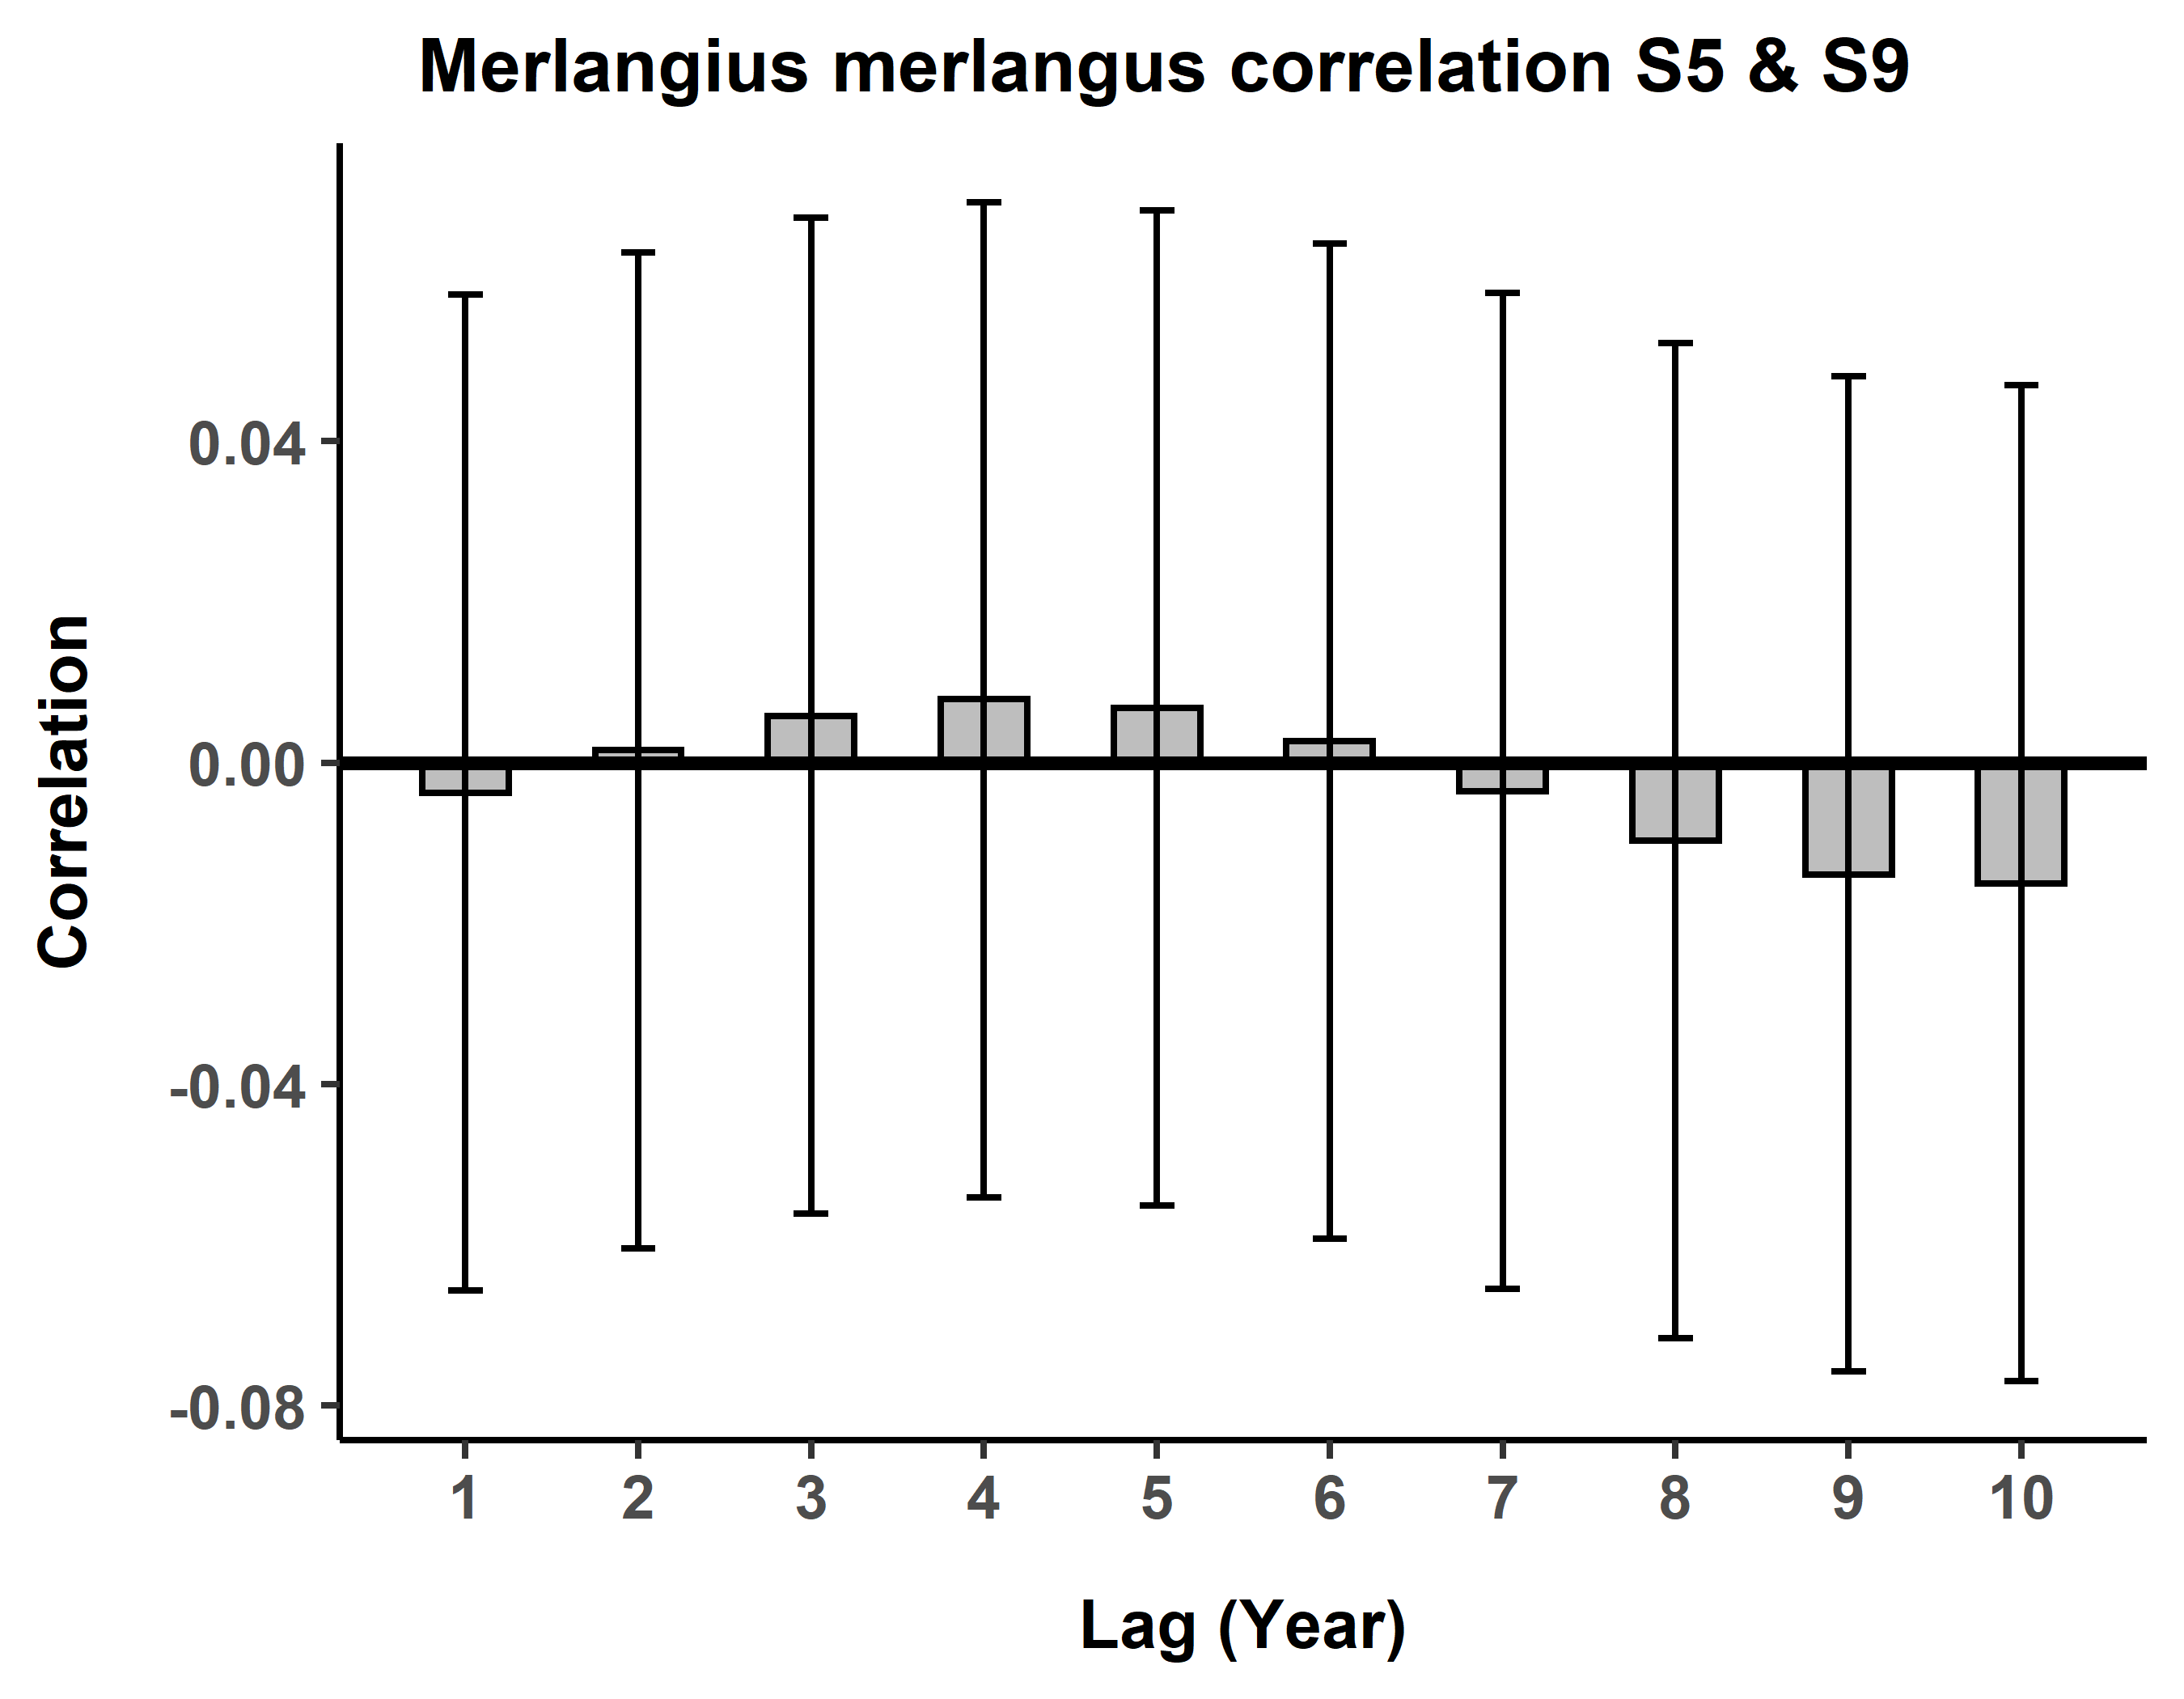 Merlangius merlangus correlation S5 & S9
Correlation
0.04
0.00
-0.04
-0.08
1 2 3 4 5 6 7 8 9 10
Lag (Year)